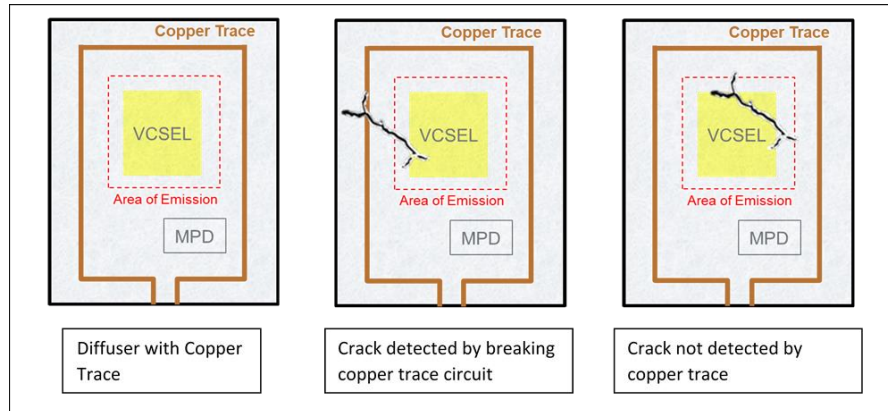 Copper Trace
VCSEL
Area of Emission
MPD
Diffuser with Copper
Trace
Copper Trace
VCSEL
Area of Emission
MPD
Crack detected by breaking
copper trace circuit
Copper Trace
VCSEL
Area of Emission
MPD
Crack not detected by
copper trace